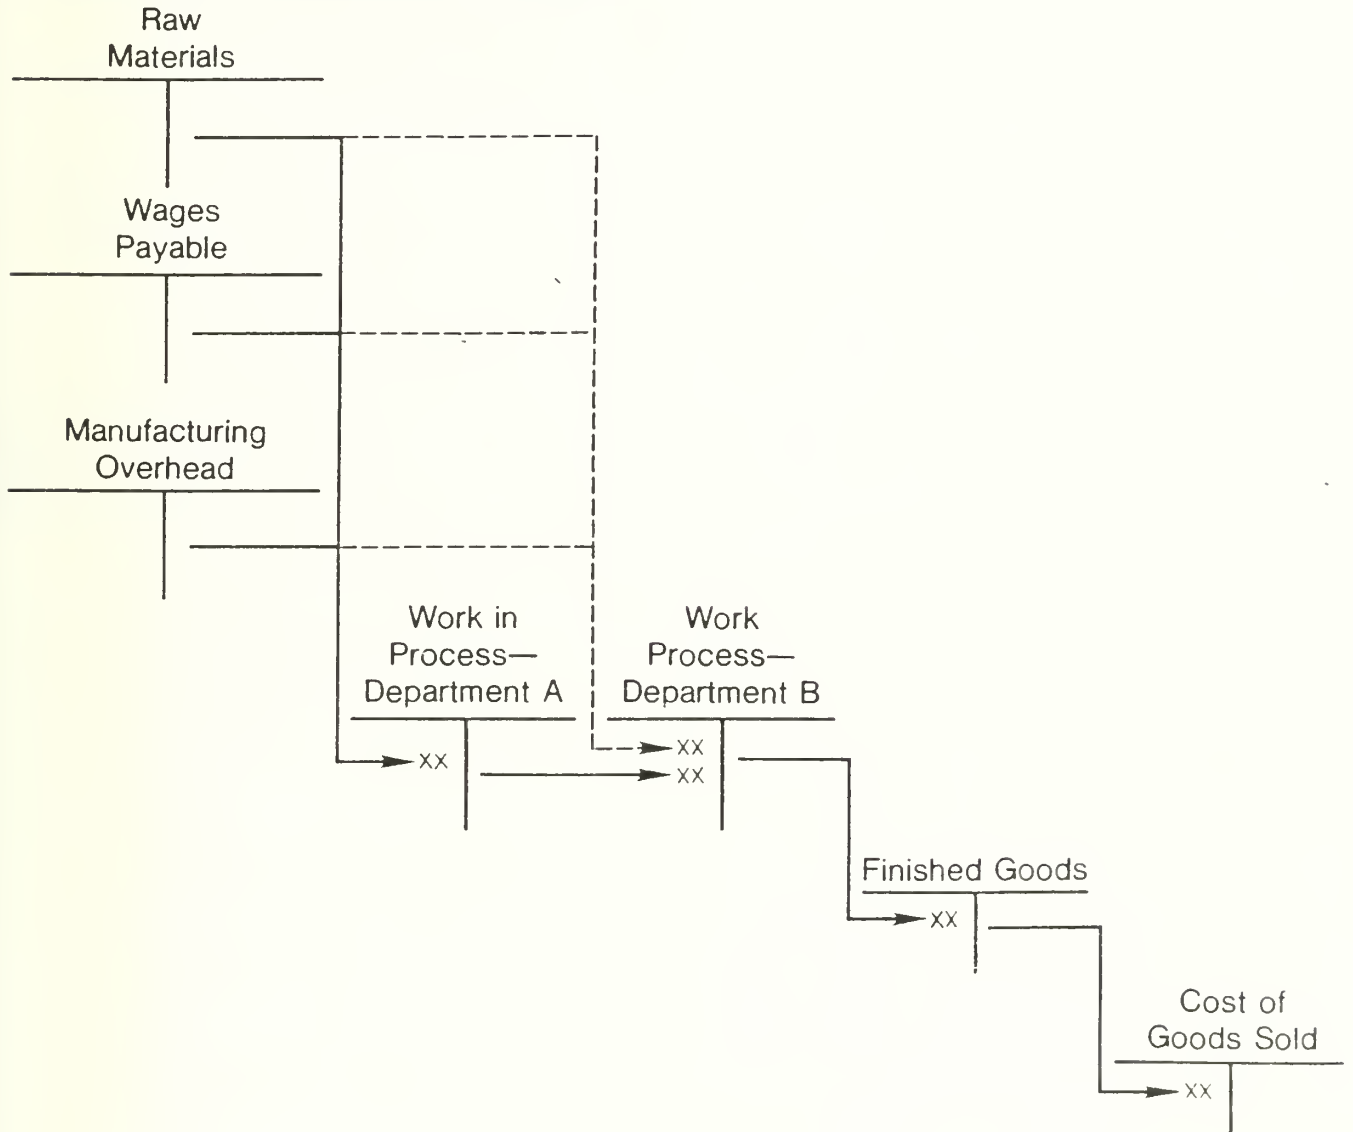 Raw
Materials
Wages
Payable
Manufacturing
Overhead
Work in
Process—
Department A
Work
Process—
Department B
XX
XX
XX
Finished Goods
XX
Cost of
Goods Sold
XX